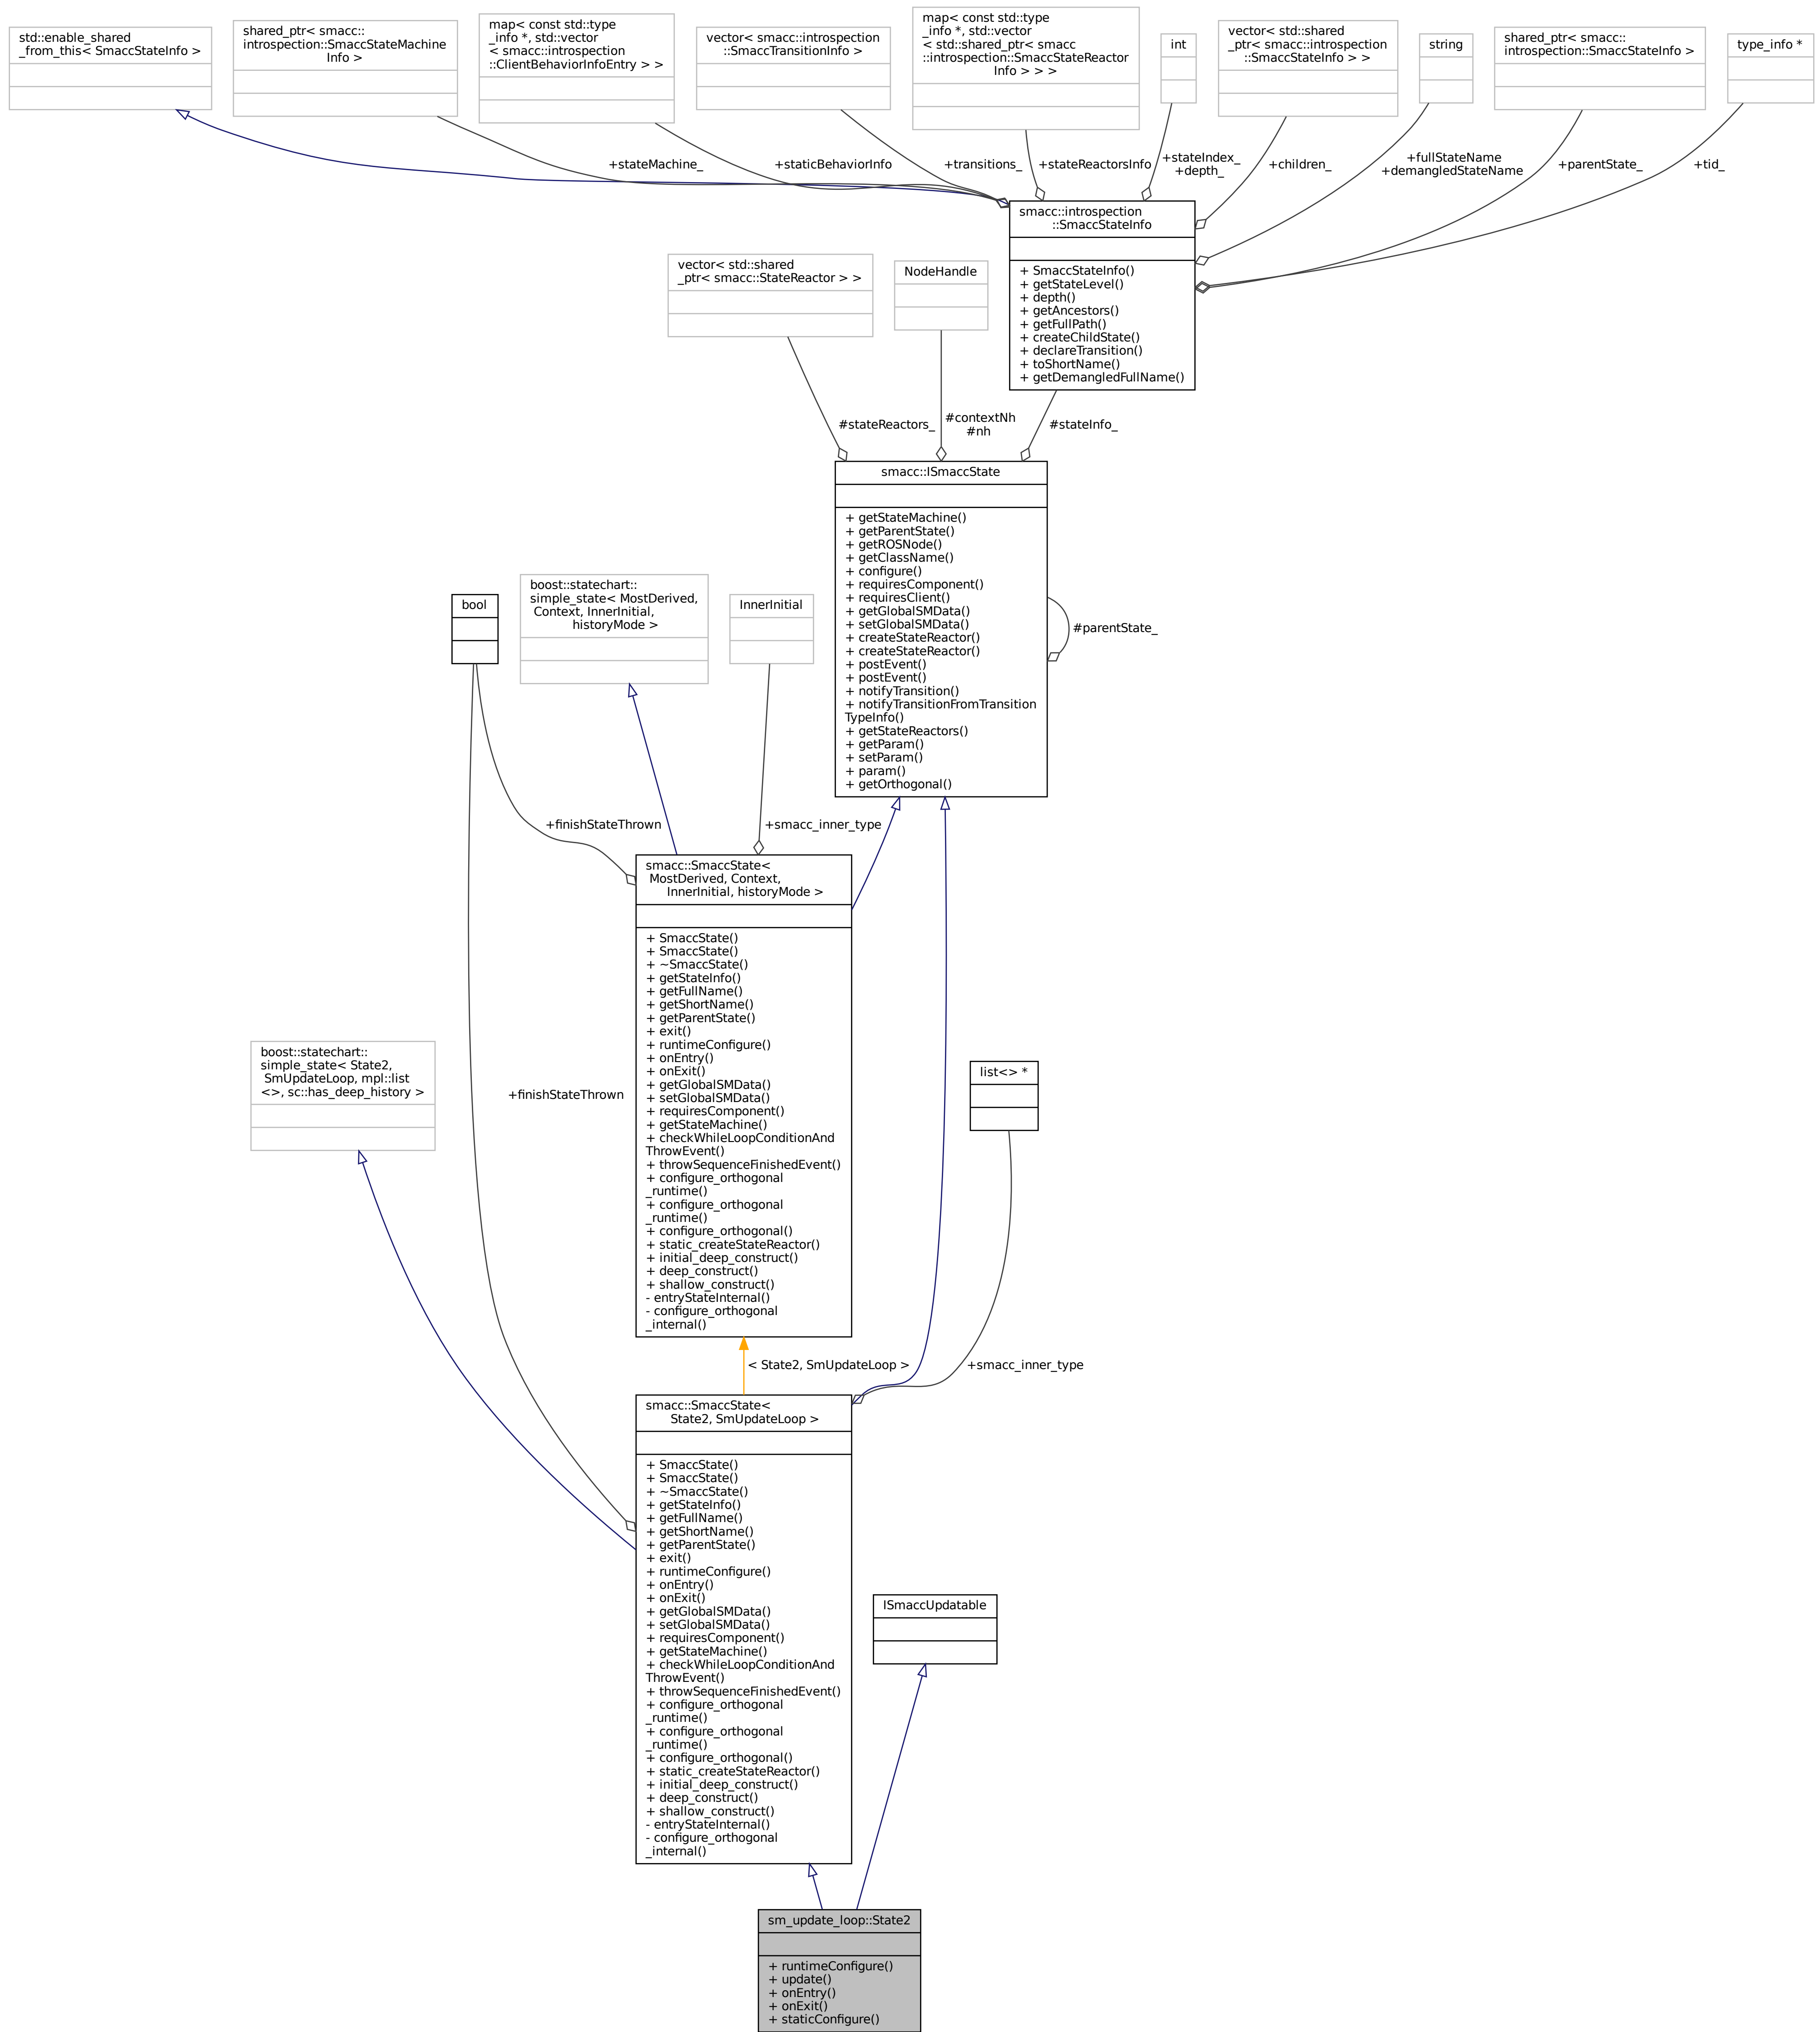 std::enable_shared
_from_this< SmaccStateInfo >
shared_ptr< smacc::
introspection::SmaccStateMachine
Info >
map< const std::type
_info *, std::vector
< smacc::introspection
::ClientBehaviorInfoEntry > >
vector< smacc::introspection
::SmaccTransitionInfo >
map< const std::type
_info *, std::vector
< std::shared_ptr< smacc
::introspection::SmaccStateReactor
Info > > >
int
vector< std::shared
_ptr< smacc::introspection
::SmaccStateInfo > >
string
shared_ptr< smacc::
introspection::SmaccStateInfo >
type_info *
+stateMachine_
+staticBehaviorInfo
+transitions_
+stateReactorsInfo
+stateIndex_
+depth_
+children_
+fullStateName
+demangledStateName
+parentState_
+tid_
smacc::introspection
::SmaccStateInfo
+ SmaccStateInfo()
+ getStateLevel()
+ depth()
+ getAncestors()
+ getFullPath()
+ createChildState()
+ declareTransition()
+ toShortName()
+ getDemangledFullName()
vector< std::shared
_ptr< smacc::StateReactor > >
NodeHandle
#stateReactors_
#contextNh
#nh
#stateInfo_
smacc::ISmaccState
+ getStateMachine()
+ getParentState()
+ getROSNode()
+ getClassName()
+ configure()
+ requiresComponent()
+ requiresClient()
+ getGlobalSMData()
+ setGlobalSMData()
+ createStateReactor()
+ createStateReactor()
+ postEvent()
+ postEvent()
+ notifyTransition()
+ notifyTransitionFromTransition
TypeInfo()
+ getStateReactors()
+ getParam()
+ setParam()
+ param()
+ getOrthogonal()
#parentState_
bool
boost::statechart::
simple_state< MostDerived,
Context, InnerInitial,
historyMode >
InnerInitial
+finishStateThrown
+smacc_inner_type
smacc::SmaccState<
MostDerived, Context,
InnerInitial, historyMode >
+ SmaccState()
+ SmaccState()
+ ~SmaccState()
+ getStateInfo()
+ getFullName()
+ getShortName()
+ getParentState()
+ exit()
+ runtimeConfigure()
+ onEntry()
+ onExit()
+ getGlobalSMData()
+ setGlobalSMData()
+ requiresComponent()
+ getStateMachine()
+ checkWhileLoopConditionAnd
ThrowEvent()
+ throwSequenceFinishedEvent()
+ configure_orthogonal
_runtime()
+ configure_orthogonal
_runtime()
+ configure_orthogonal()
+ static_createStateReactor()
+ initial_deep_construct()
+ deep_construct()
+ shallow_construct()
- entryStateInternal()
- configure_orthogonal
_internal()
boost::statechart::
simple_state< State2,
SmUpdateLoop, mpl::list
<>, sc::has_deep_history >
+finishStateThrown
list<> *
< State2, SmUpdateLoop >
+smacc_inner_type
smacc::SmaccState<
State2, SmUpdateLoop >
+ SmaccState()
+ SmaccState()
+ ~SmaccState()
+ getStateInfo()
+ getFullName()
+ getShortName()
+ getParentState()
+ exit()
+ runtimeConfigure()
+ onEntry()
+ onExit()
+ getGlobalSMData()
+ setGlobalSMData()
+ requiresComponent()
+ getStateMachine()
+ checkWhileLoopConditionAnd
ThrowEvent()
+ throwSequenceFinishedEvent()
+ configure_orthogonal
_runtime()
+ configure_orthogonal
_runtime()
+ configure_orthogonal()
+ static_createStateReactor()
+ initial_deep_construct()
+ deep_construct()
+ shallow_construct()
- entryStateInternal()
- configure_orthogonal
_internal()
ISmaccUpdatable
sm_update_loop::State2
+ runtimeConfigure()
+ update()
+ onEntry()
+ onExit()
+ staticConfigure()